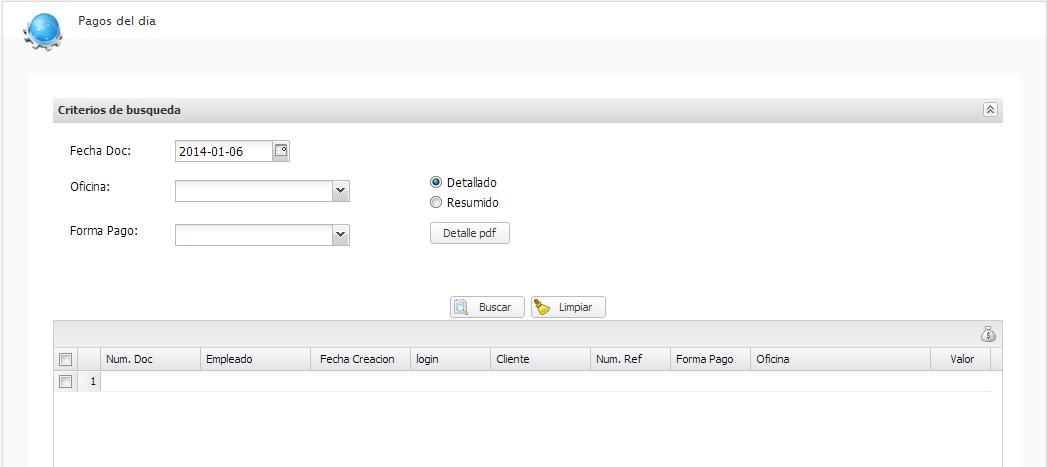 Pagos del dia
Criterios de busqueda
Fecha Doc: 2014-01-06
Oficina:
Detallado
Resumido
Forma Pago:
Detalle pdf
Buscar Limpiar
Num. Doc Empleado Fecha Creacion login Cliente Num. Ref Forma Pago Oficina Valor
1